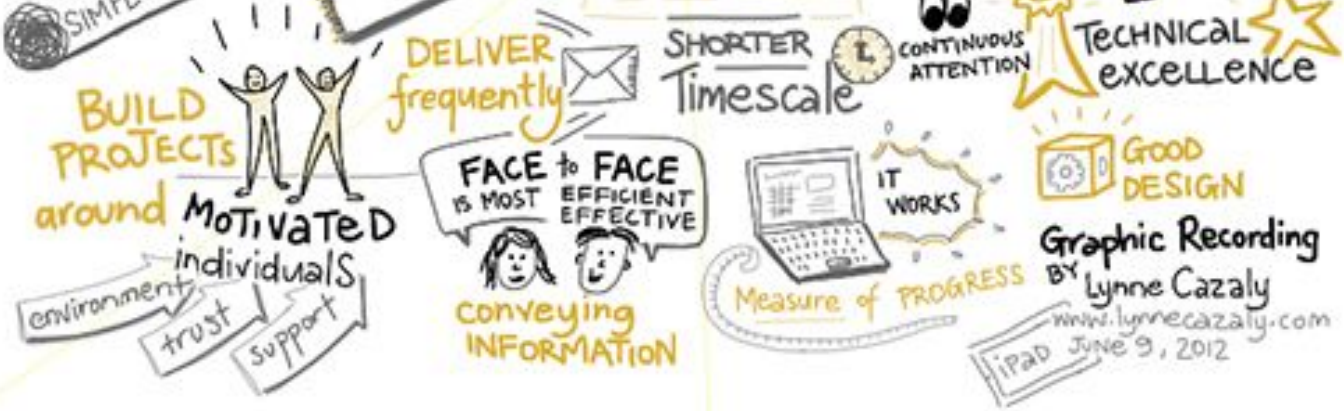 DELIVER
frequently
SHORTER
Timescale
CONTINUOUS
ATTENTION
TECHNICAL
EXCELLENCE
BUILD
PROJECTS
around MOTIVATED
individuals
environment
trust
support
FACE to FACE
IS MOST EFFICIENT
EFFECTIVE
conveying
INFORMATION
IT
WORKS
Measure of PROGRESS
GOOD
DESIGN
Graphic Recording
BY Lynne Cazaly
www.lynnecazaly.com
iPAD JUNE 9, 2012